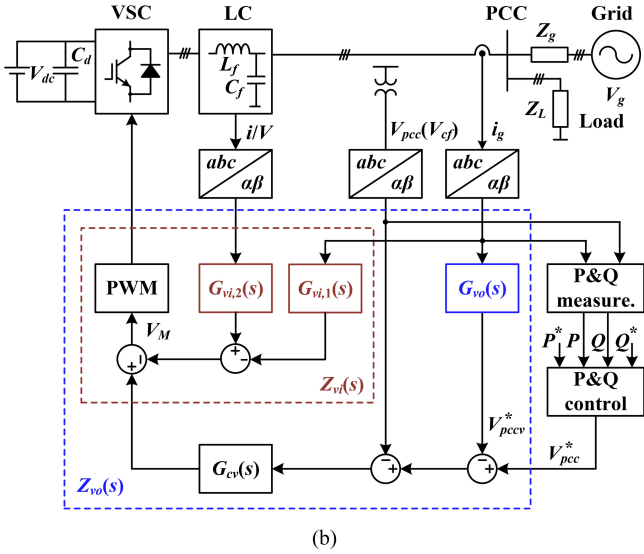 VSC
LC
PCC
Z_g
Grid
V_dc
C_d
L_f
C_f
V_g
Z_L
Load
i/V
V_pcc(V_cf)
i_g
abc
αβ
abc
αβ
abc
αβ
PWM
G_vi,2(s)
G_vi,1(s)
G_vo(s)
P&Q
measure.
V_M
P* P Q Q*
+ -
+ -
Z_vi(s)
P&Q
control
V*_pccv
V*_pcc
G_cv(s)
- +
- +
Z_vo(s)
(b)